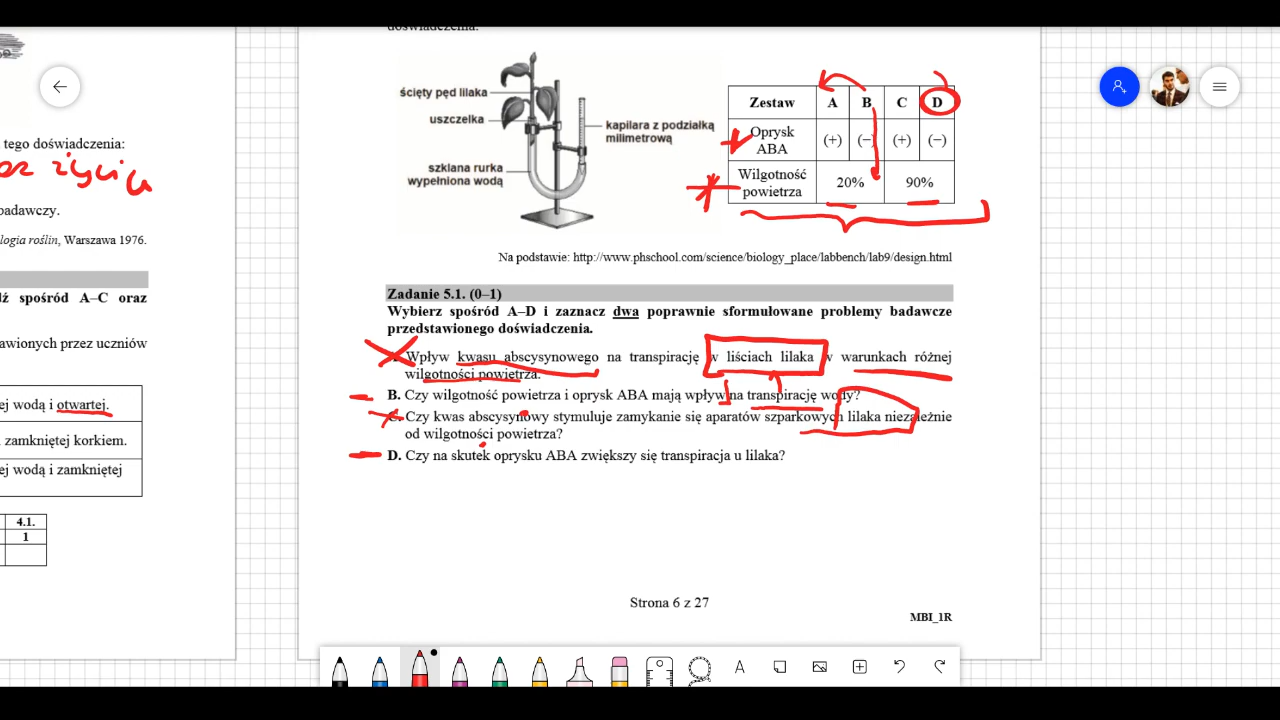 doświadczenia.
tego doświadczenia:
życia
badawczy.
logia roślin, Warszawa 1976.
dź spośród A–C oraz
awionych przez uczniów
ej wodą i otwartej.
zamkniętej korkiem.
ej wodą i zamkniętej
4.1.
1
ścięty pęd lilaka
uszczelka
szklana rurka
wypełniona wodą
kapilara z podziałką
milimetrową
Zestaw A B C D
Oprysk ABA (+) (−) (+) (−)
Wilgotność powietrza 20% 90%
Na podstawie: http://www.phschool.com/science/biology_place/labbench/lab9/design.html
Zadanie 5.1. (0–1)
Wybierz spośród A–D i zaznacz dwa poprawnie sformułowane problemy badawcze
przedstawionego doświadczenia.
Wpływ kwasu abscysynowego na transpirację w liściach lilaka w warunkach różnej
wilgotności powietrza.
B. Czy wilgotność powietrza i oprysk ABA mają wpływ na transpirację wody?
C. Czy kwas abscysynowy stymuluje zamykanie się aparatów szparkowych lilaka niezależnie
od wilgotności powietrza?
D. Czy na skutek oprysku ABA zwiększy się transpiracja u lilaka?
Strona 6 z 27
MBI_1R
A